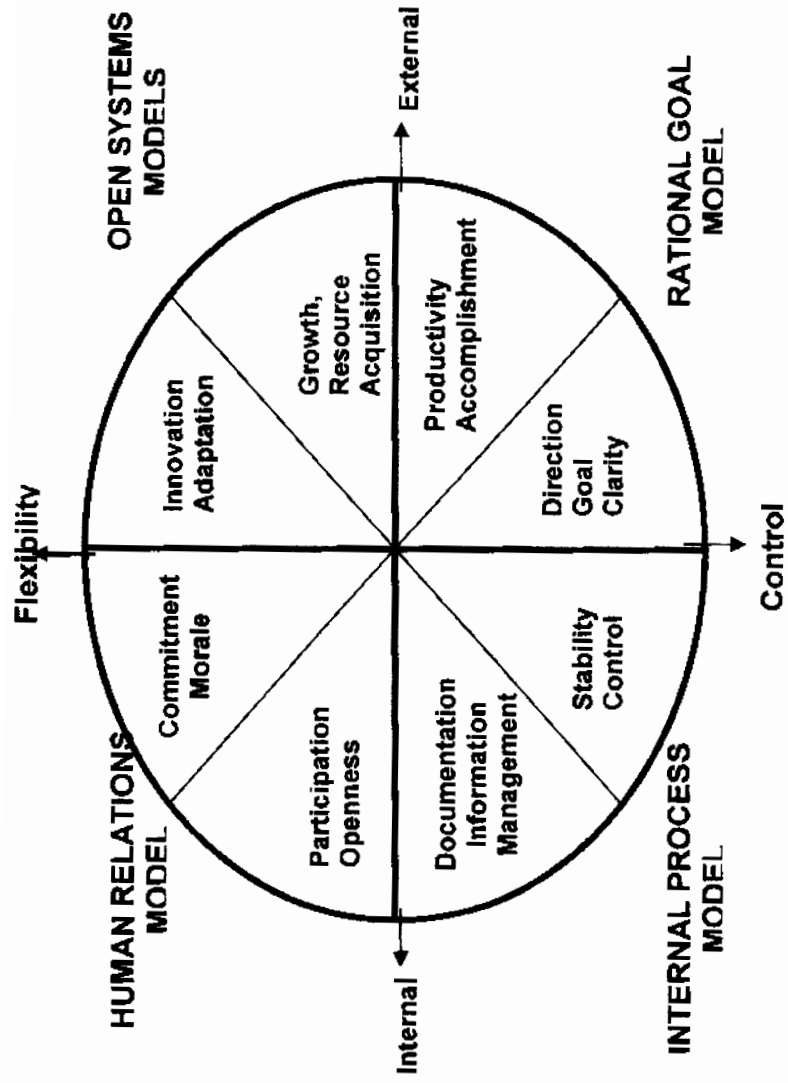 Flexibility
HUMAN RELATIONS
MODEL
OPEN SYSTEMS
MODELS
Commitment
Morale
Innovation
Adaptation
Participation
Openness
Growth,
Resource
Acquisition
Internal
External
Documentation
Information
Management
Productivity
Accomplishment
Stability
Control
Direction
Goal
Clarity
INTERNAL PROCESS
MODEL
RATIONAL GOAL
MODEL
Control